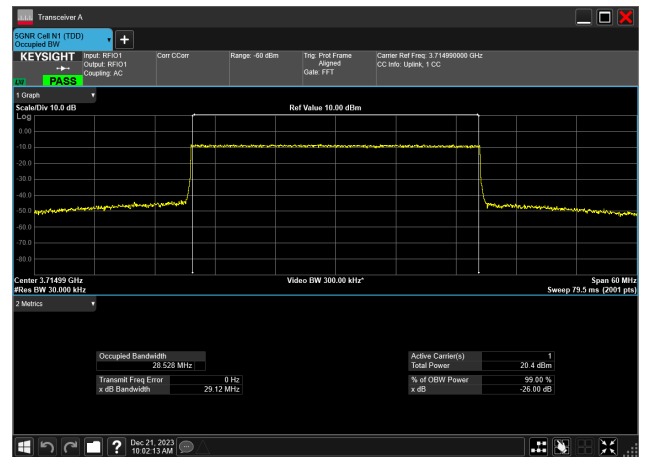 Transceiver A
5GNR Cell N1 (TDD)
Occupied BW
KEYSIGHT
LW PASS
Input: RFIO1
Output: RFIO1
Coupling: AC
Corr CCorr
Range: -60 dBm
Trig: Prot Frame
Aligned
Gate: FFT
Carrier Ref Freq: 3.714990000 GHz
CC Info: Uplink, 1 CC
1 Graph
Scale/Div 10.0 dB
Ref Value 10.00 dBm
Log
0.00
-10.0
-20.0
-30.0
-40.0
-50.0
-60.0
-70.0
-80.0
Center 3.71499 GHz
Video BW 300.00 kHz*
Span 60 MHz
#Res BW 30.000 kHz
Sweep 79.5 ms (2001 pts)
2 Metrics
Occupied Bandwidth
28.528 MHz
Active Carrier(s) 1
Total Power 20.4 dBm
Transmit Freq Error 0 Hz
x dB Bandwidth 29.12 MHz
% of OBW Power 99.00 %
x dB -26.00 dB
?
Dec 21, 2023
10:02:13 AM